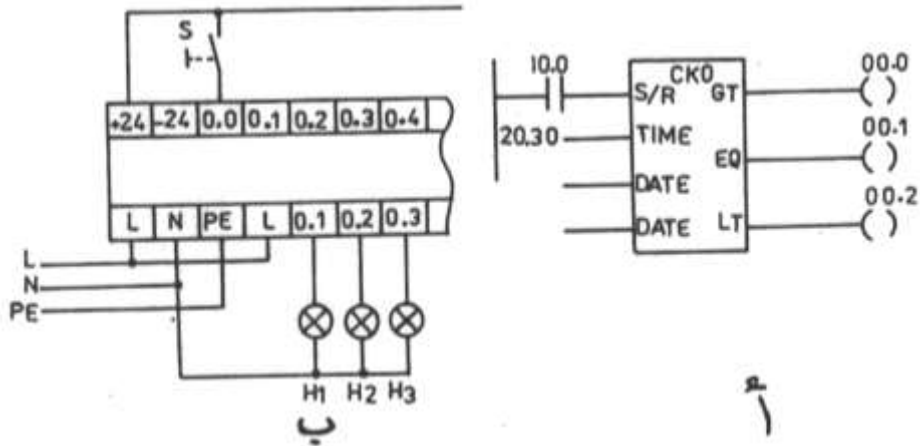 S
+24 -24 0.0 0.1 0.2 0.3 0.4
L N PE L 0.1 0.2 0.3
L
N
PE
H1 H2 H3
ب
10.0 CK0 00.0
S/R GT
20.30 TIME 00.1
EQ
DATE
00.2
DATE LT